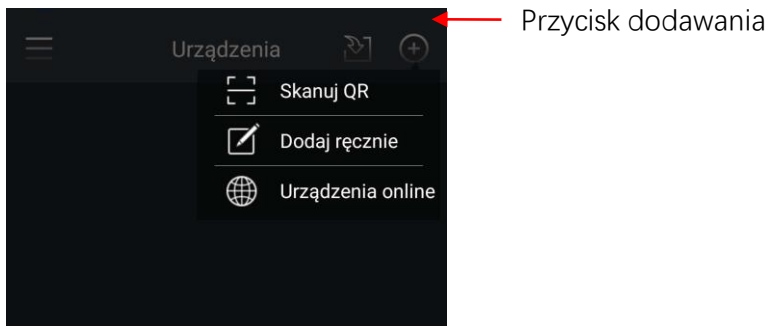 Przycisk dodawania
Urządzenia
Skanuj QR
Dodaj ręcznie
Urządzenia online